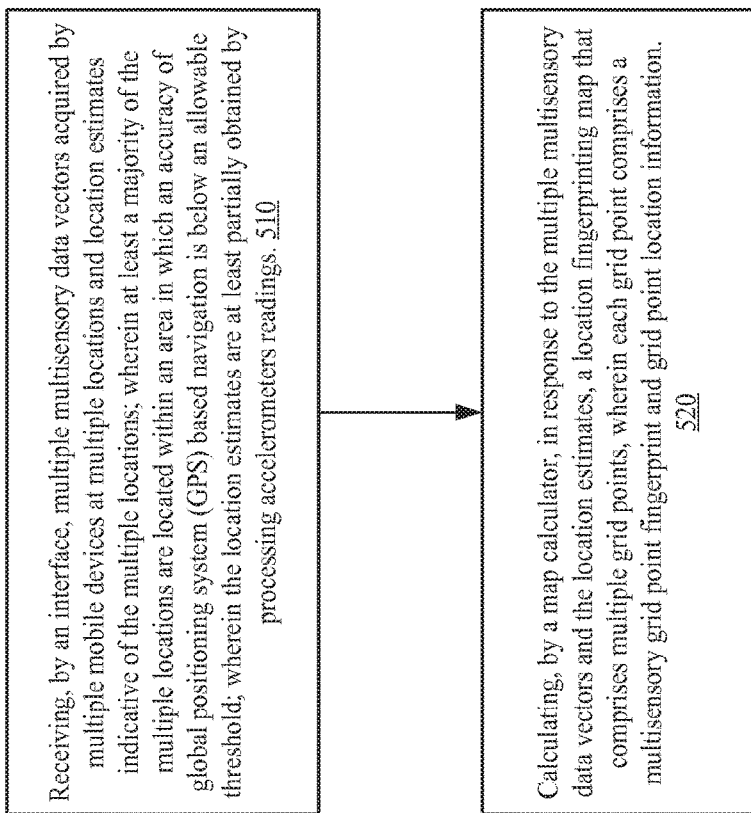 Receiving, by an interface, multiple multisensory data vectors acquired by
multiple mobile devices at multiple locations and location estimates
indicative of the multiple locations; wherein at least a majority of the
multiple locations are located within an area in which an accuracy of
global positioning system (GPS) based navigation is below an allowable
threshold; wherein the location estimates are at least partially obtained by
processing accelerometers readings. 510
Calculating, by a map calculator, in response to the multiple multisensory
data vectors and the location estimates, a location fingerprinting map that
comprises multiple grid points, wherein each grid point comprises a
multisensory grid point fingerprint and grid point location information.
520